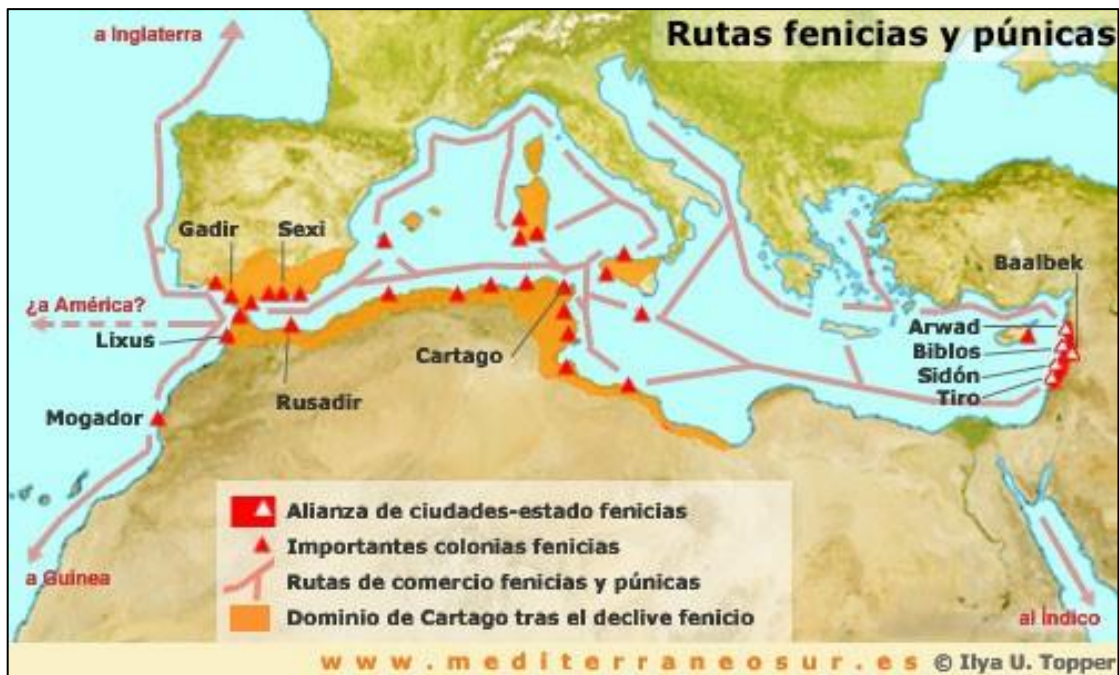 Rutas fenicias y púnicas
a Inglaterra
Gadir
Sexi
Baalbek
¿a América?
Lixus
Arwad
Biblos
Sidón
Tiro
Cartago
Rusadir
Mogador
a Guinea
al Índico
Alianza de ciudades-estado fenicias
Importantes colonias fenicias
Rutas de comercio fenicias y púnicas
Dominio de Cartago tras el declive fenicio
www.mediterraneosur.es © Ilya U. Topper